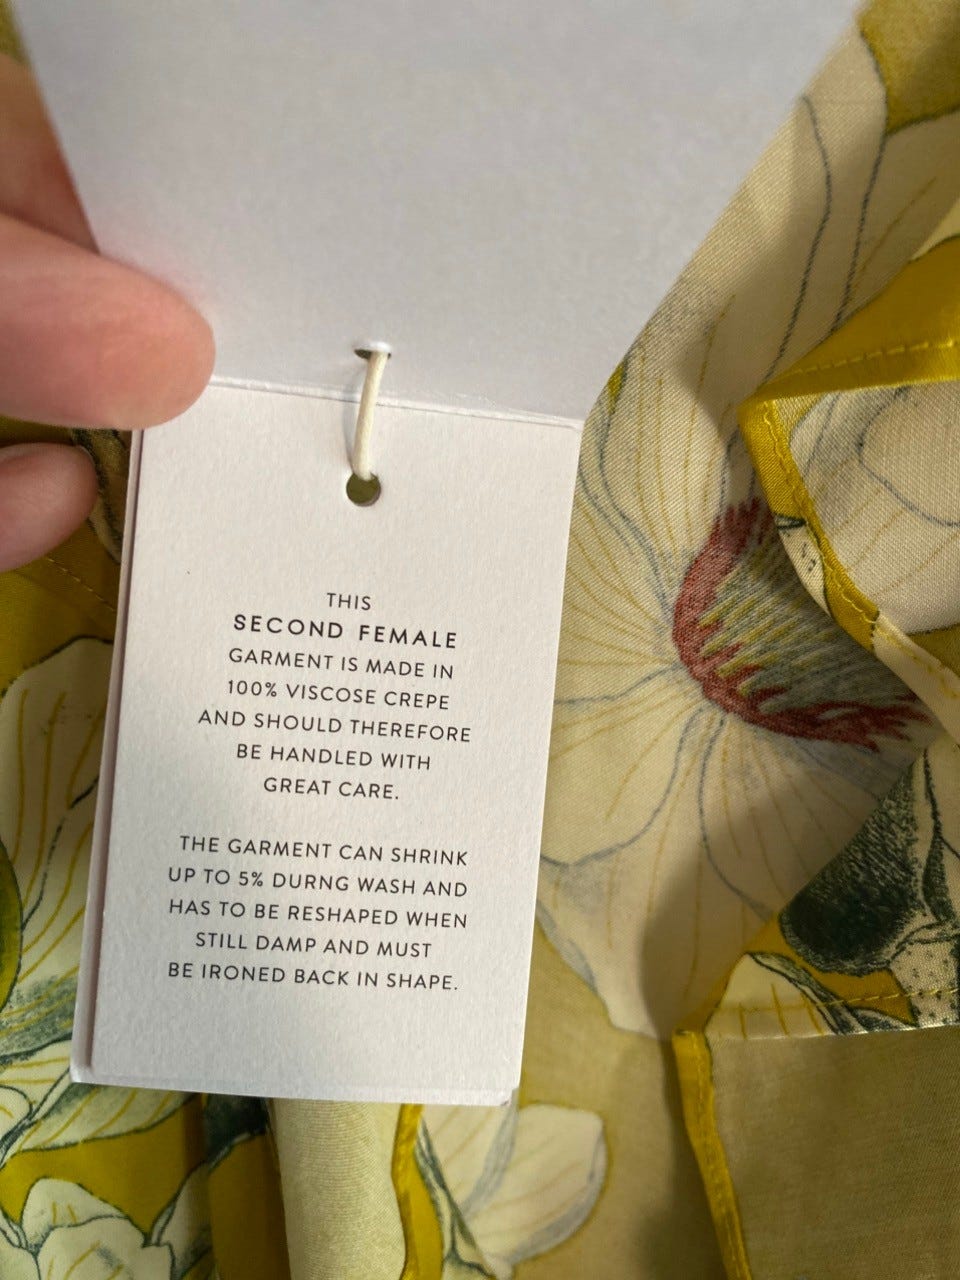 THIS
SECOND FEMALE
GARMENT IS MADE IN
100% VISCOSE CREPE
AND SHOULD THEREFORE
BE HANDLED WITH
GREAT CARE.
THE GARMENT CAN SHRINK
UP TO 5% DURNG WASH AND
HAS TO BE RESHAPED WHEN
STILL DAMP AND MUST
BE IRONED BACK IN SHAPE.